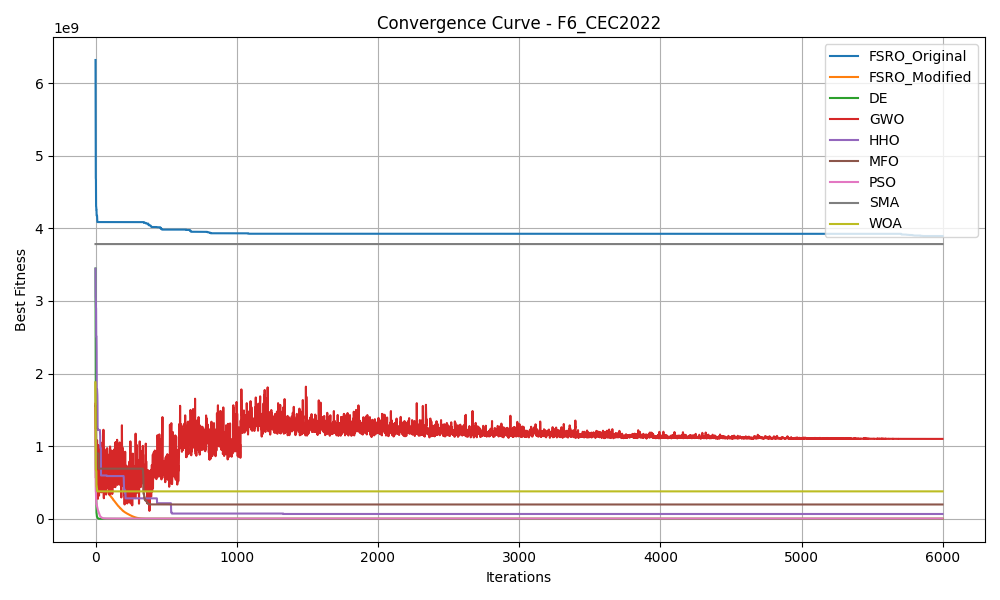 Convergence Curve - F6_CEC2022
1e9
FSRO_Original
FSRO_Modified
DE
GWO
HHO
MFO
PSO
SMA
WOA
6
5
4
3
2
1
0
Best Fitness
0 1000 2000 3000 4000 5000 6000
Iterations